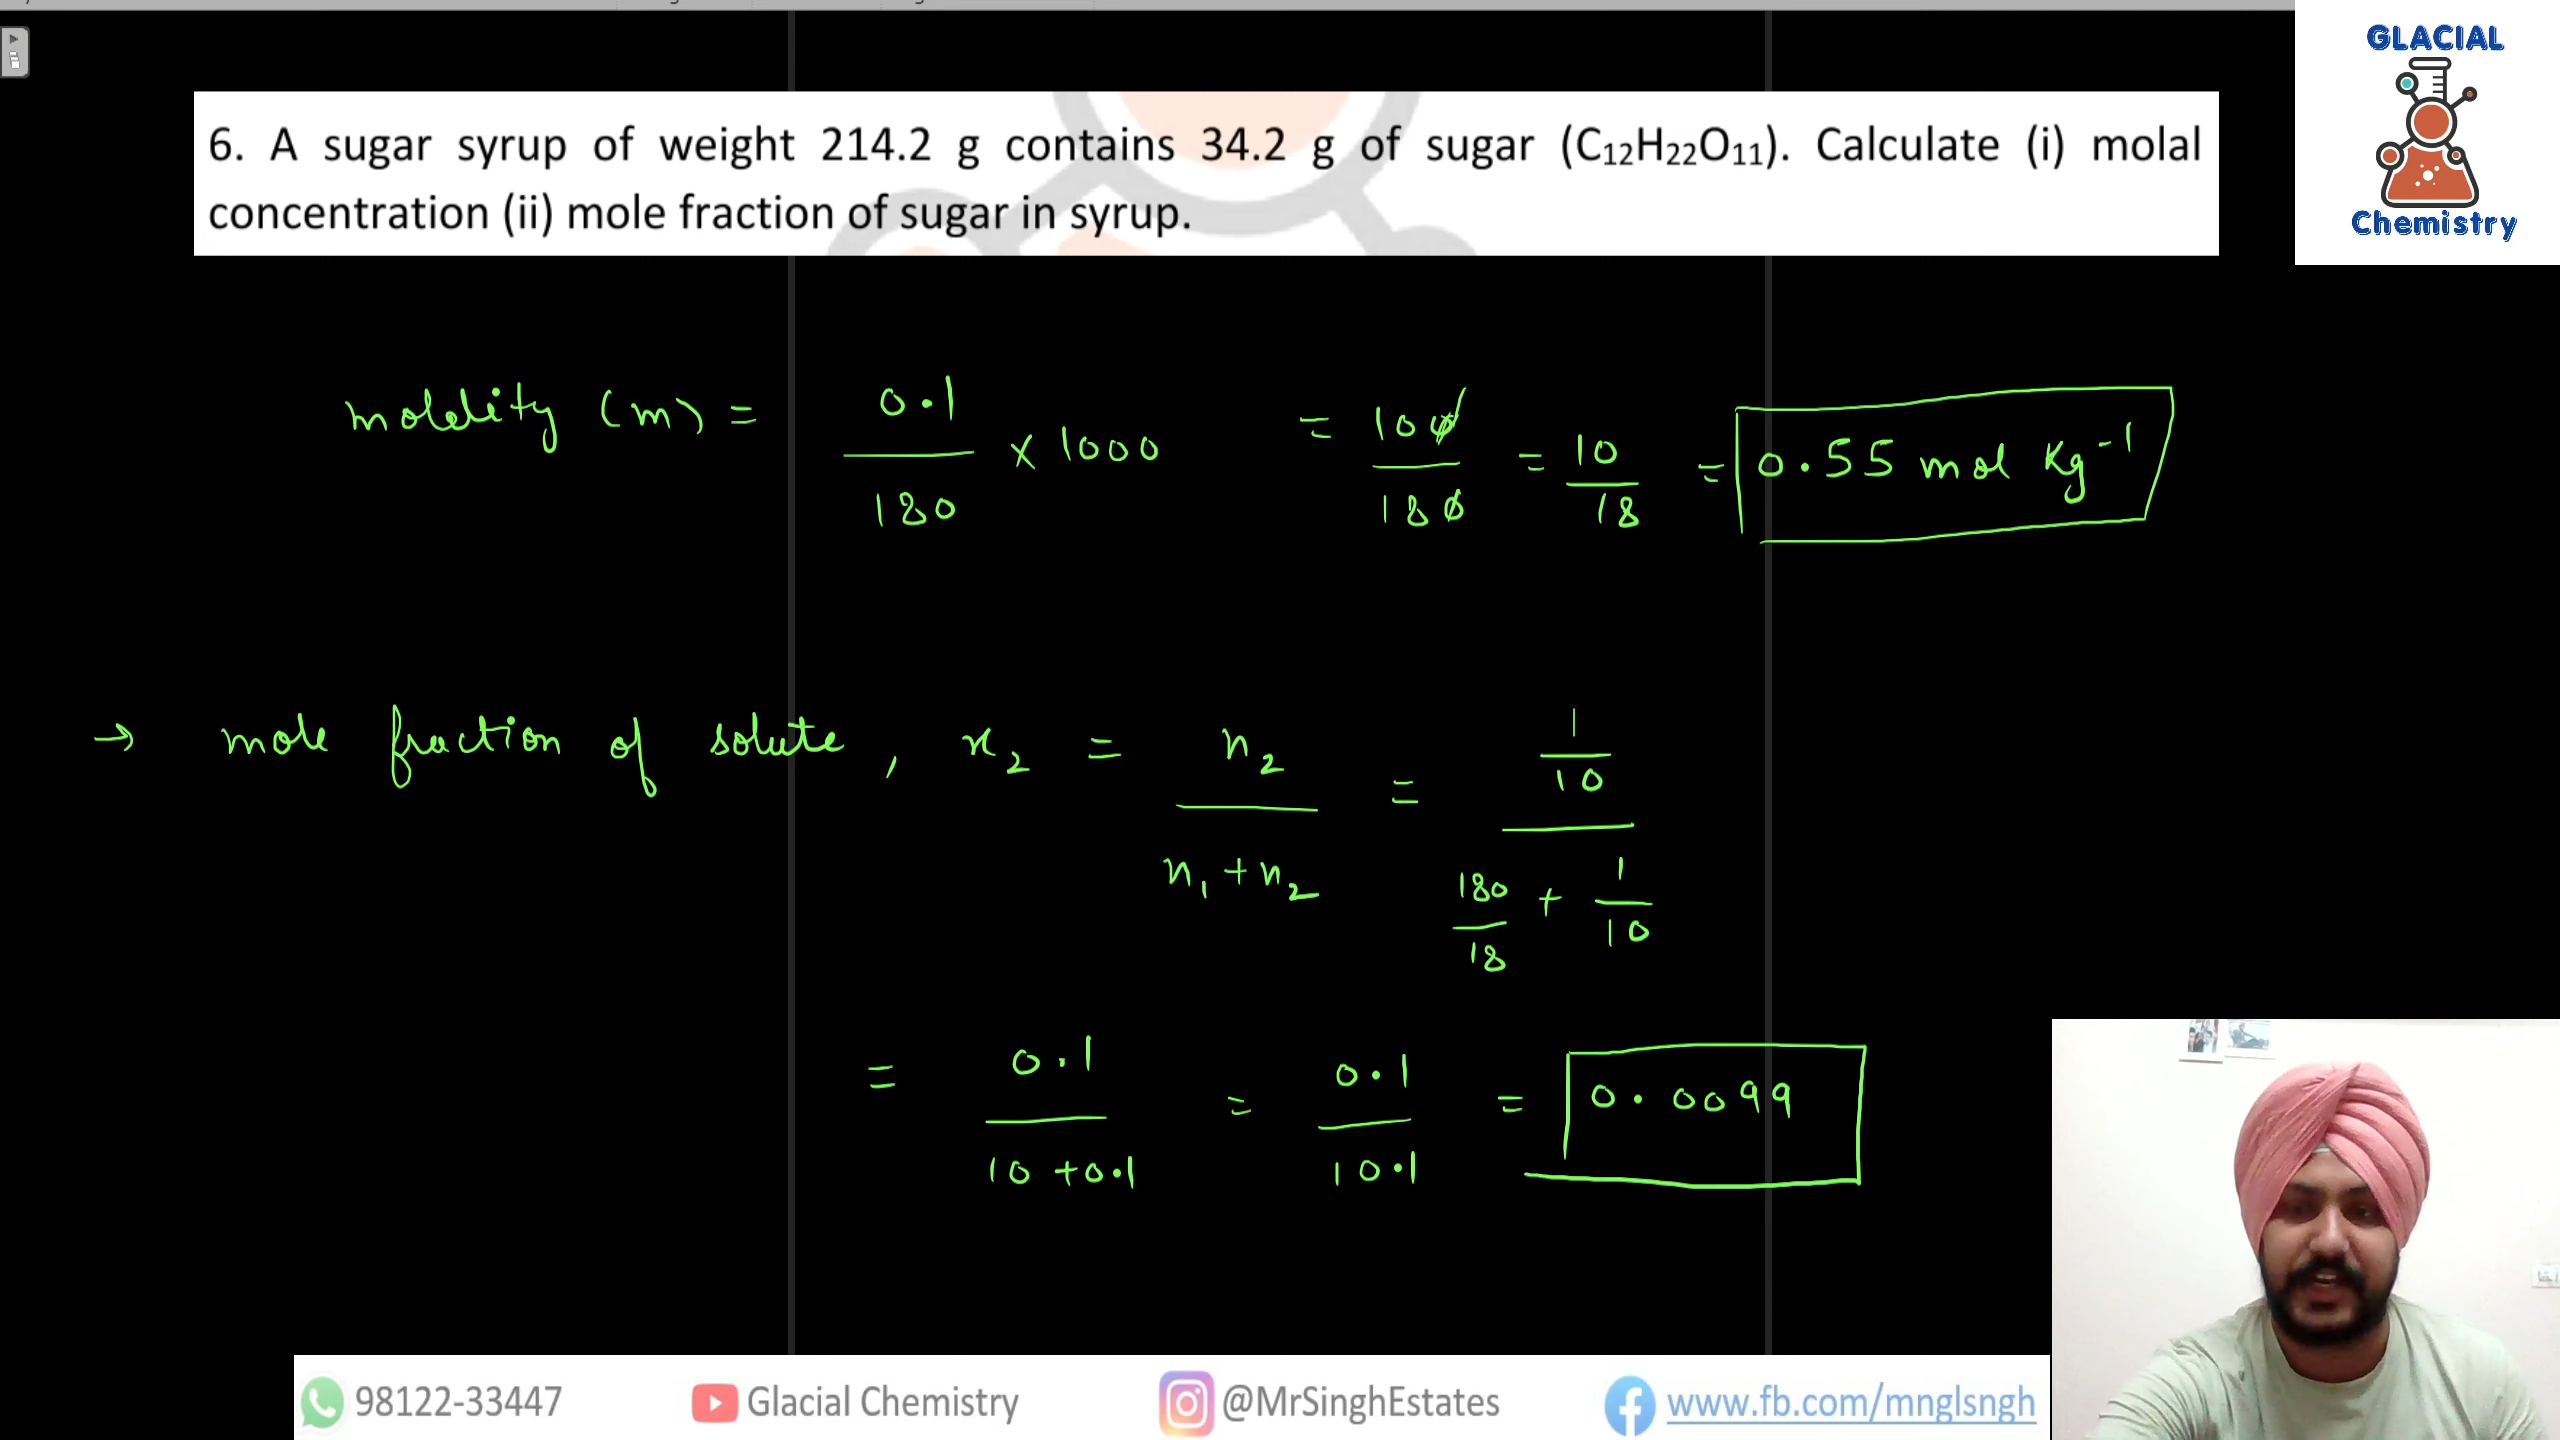 GLACIAL
Chemistry
6. A sugar syrup of weight 214.2 g contains 34.2 g of sugar (C₁₂H₂₂O₁₁). Calculate (i) molal
concentration (ii) mole fraction of sugar in syrup.
molality (m) = 0.1/180 × 1000 = 100/180 = 10/18 = 0.55 mol Kg⁻¹
→ mole fraction of solute, x₂ = n₂/(n₁ + n₂) = (1/10)/(180/18 + 1/10)
= 0.1/(10 + 0.1) = 0.1/10.1 = 0.0099
98122-33447 Glacial Chemistry @MrSinghEstates www.fb.com/mnglsngh